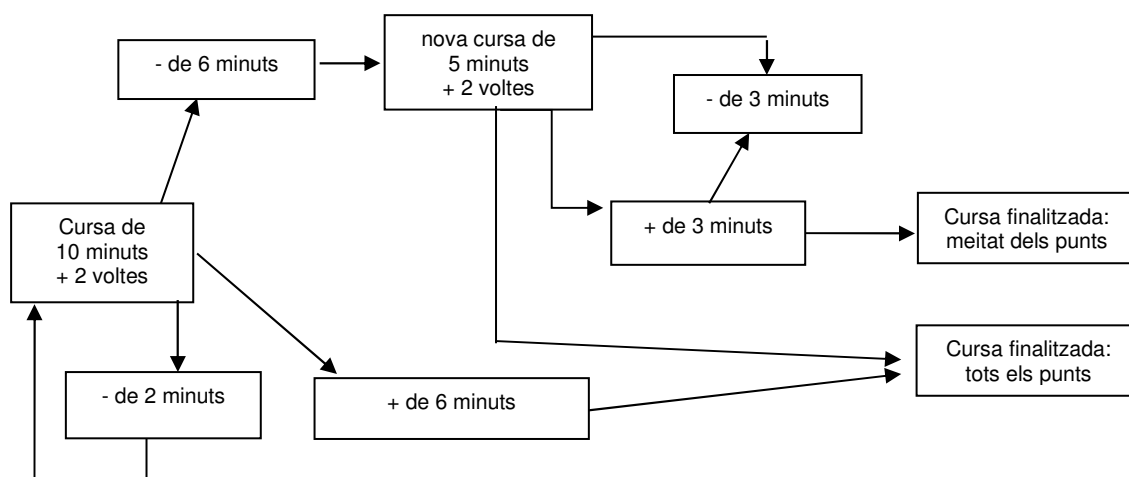 - de 6 minuts
nova cursa de
5 minuts
+ 2 voltes
- de 3 minuts
Cursa de
10 minuts
+ 2 voltes
+ de 3 minuts
Cursa finalitzada:
meitat dels punts
- de 2 minuts
+ de 6 minuts
Cursa finalitzada:
tots els punts